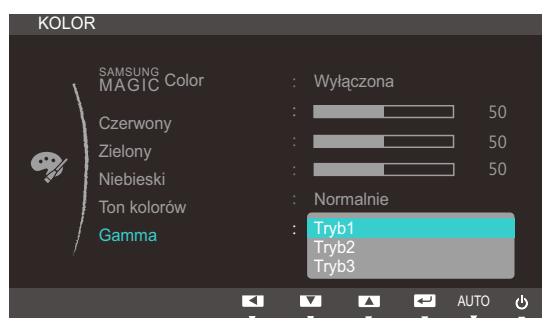 KOLOR
SAMSUNG MAGIC Color : Wyłączona
Czerwony : 50
Zielony : 50
Niebieski : 50
Ton kolorów : Normalnie
Gamma : Tryb1
Tryb2
Tryb3
AUTO